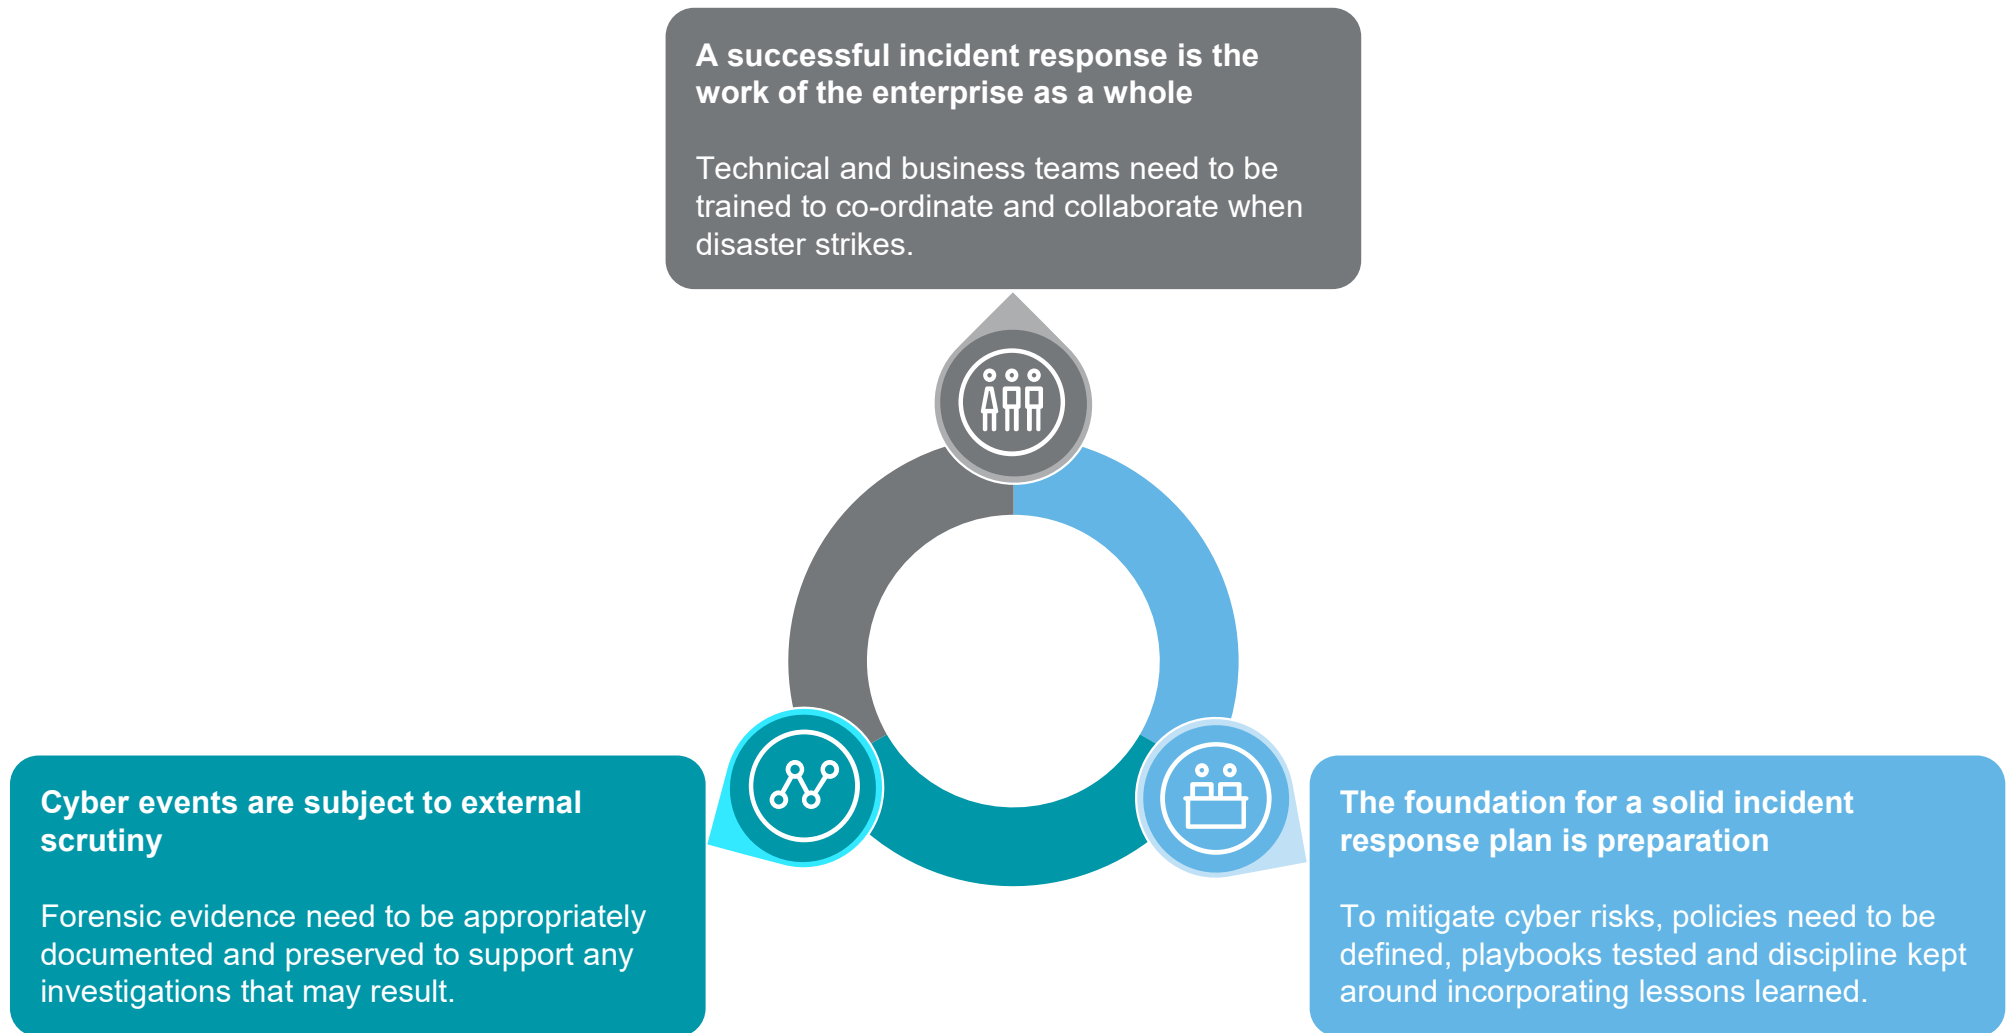 A successful incident response is the
work of the enterprise as a whole
Technical and business teams need to be
trained to co-ordinate and collaborate when
disaster strikes.
Cyber events are subject to external
scrutiny
Forensic evidence need to be appropriately
documented and preserved to support any
investigations that may result.
The foundation for a solid incident
response plan is preparation
To mitigate cyber risks, policies need to be
defined, playbooks tested and discipline kept
around incorporating lessons learned.